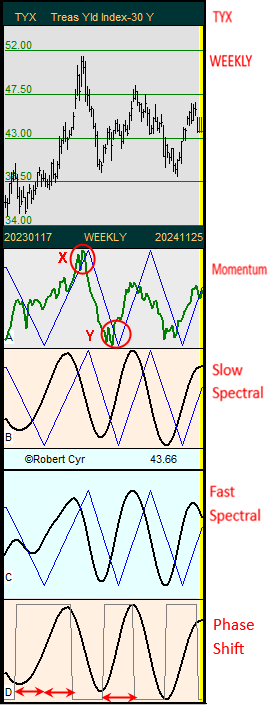 TYX Treas Yld Index-30 Y
TYX
52.00
WEEKLY
47.50
43.00
38.50
34.00
20230117 WEEKLY 20241125
X
Momentum
Y
A
Slow
Spectral
B
©Robert Cyr 43.66
Fast
Spectral
C
Phase
Shift
D